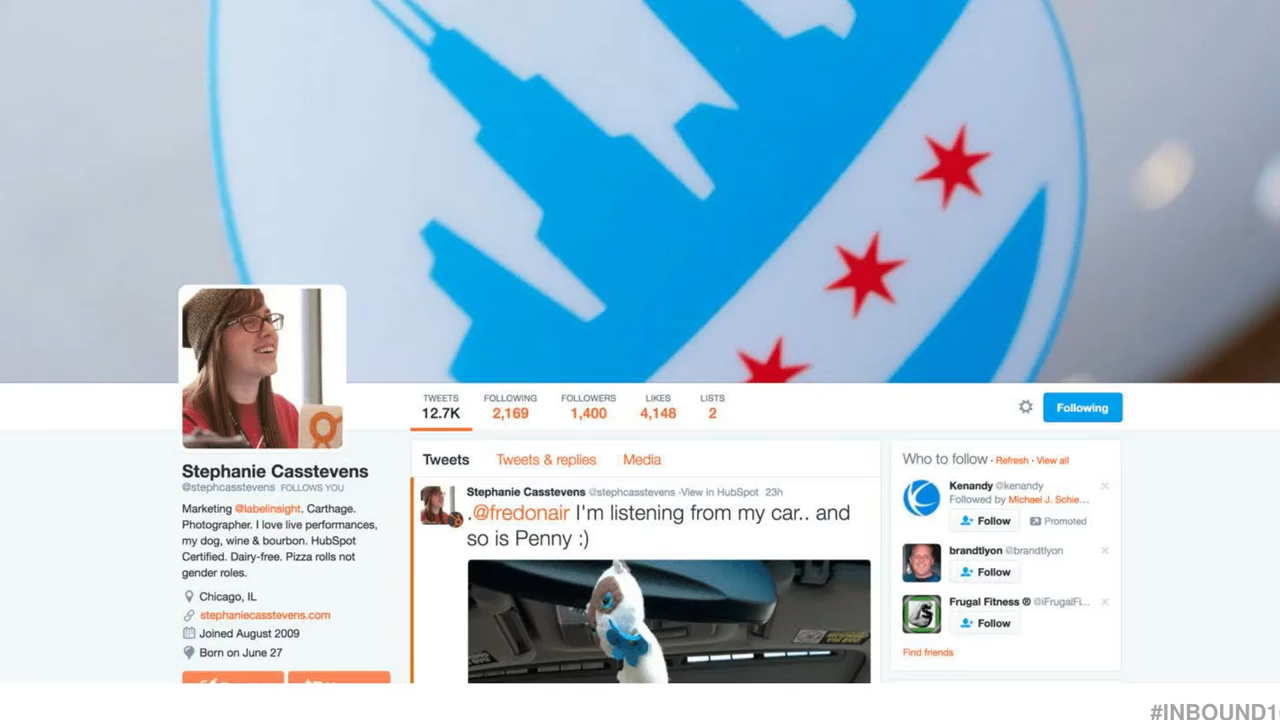 TWEETS FOLLOWING FOLLOWERS LIKES LISTS
12.7K 2,169 1,400 4,148 2
Following
Stephanie Casstevens
@stephcasstevens FOLLOWS YOU
Marketing @labelinsight. Carthage.
Photographer. I love live performances,
my dog, wine & bourbon. HubSpot
Certified. Dairy-free. Pizza rolls not
gender roles.
Chicago, IL
stephaniecasstevens.com
Joined August 2009
Born on June 27
Tweets Tweets & replies Media
Stephanie Casstevens @stephcasstevens ·View in HubSpot 23h
.@fredonair I'm listening from my car.. and
so is Penny :)
Who to follow · Refresh · View all
Kenandy @kenandy
Followed by Michael J. Schie...
Follow Promoted
brandtlyon @brandtlyon
Follow
Frugal Fitness ® @iFrugalFi...
Follow
Find friends
#INBOUND1